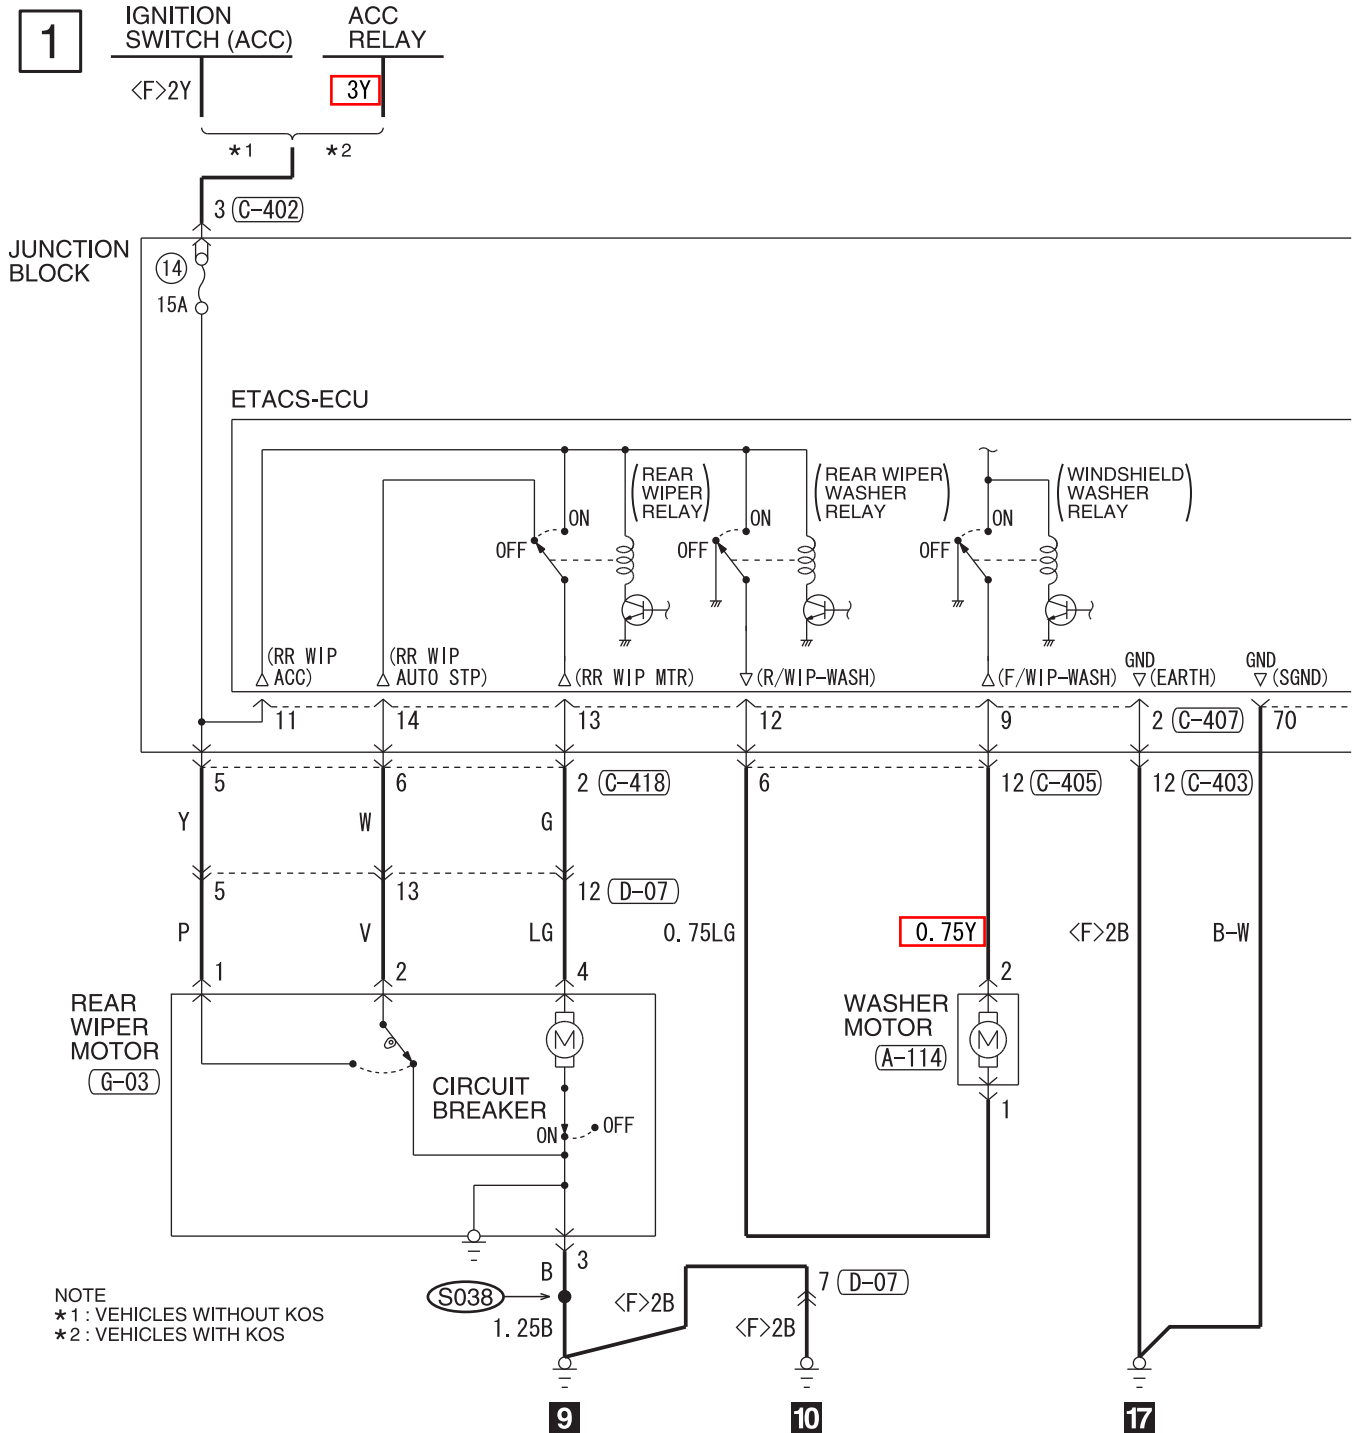 1
IGNITION
SWITCH (ACC)
ACC
RELAY
<F>2Y
3Y
*1
*2
3 C-402
JUNCTION
BLOCK
14
15A
ETACS-ECU
(REAR
WIPER
RELAY)
(REAR WIPER
WASHER
RELAY)
(WINDSHIELD
WASHER
RELAY)
ON
OFF
ON
OFF
ON
OFF
(RR WIP
ACC)
(RR WIP
AUTO STP)
(RR WIP MTR)
(R/WIP-WASH)
(F/WIP-WASH)
GND
(EARTH)
GND
(SGND)
11
14
13
12
9
2 C-407
70
5
6
2 C-418
6
12 C-405
12 C-403
Y
W
G
5
13
12 D-07
P
V
LG
0.75LG
0.75Y
<F>2B
B-W
1
2
4
2
REAR
WIPER
MOTOR
G-03
M
CIRCUIT
BREAKER
ON
OFF
WASHER
MOTOR
A-114
M
1
3
B
S038
1.25B
<F>2B
7 D-07
<F>2B
NOTE
*1 : VEHICLES WITHOUT KOS
*2 : VEHICLES WITH KOS
9
10
17